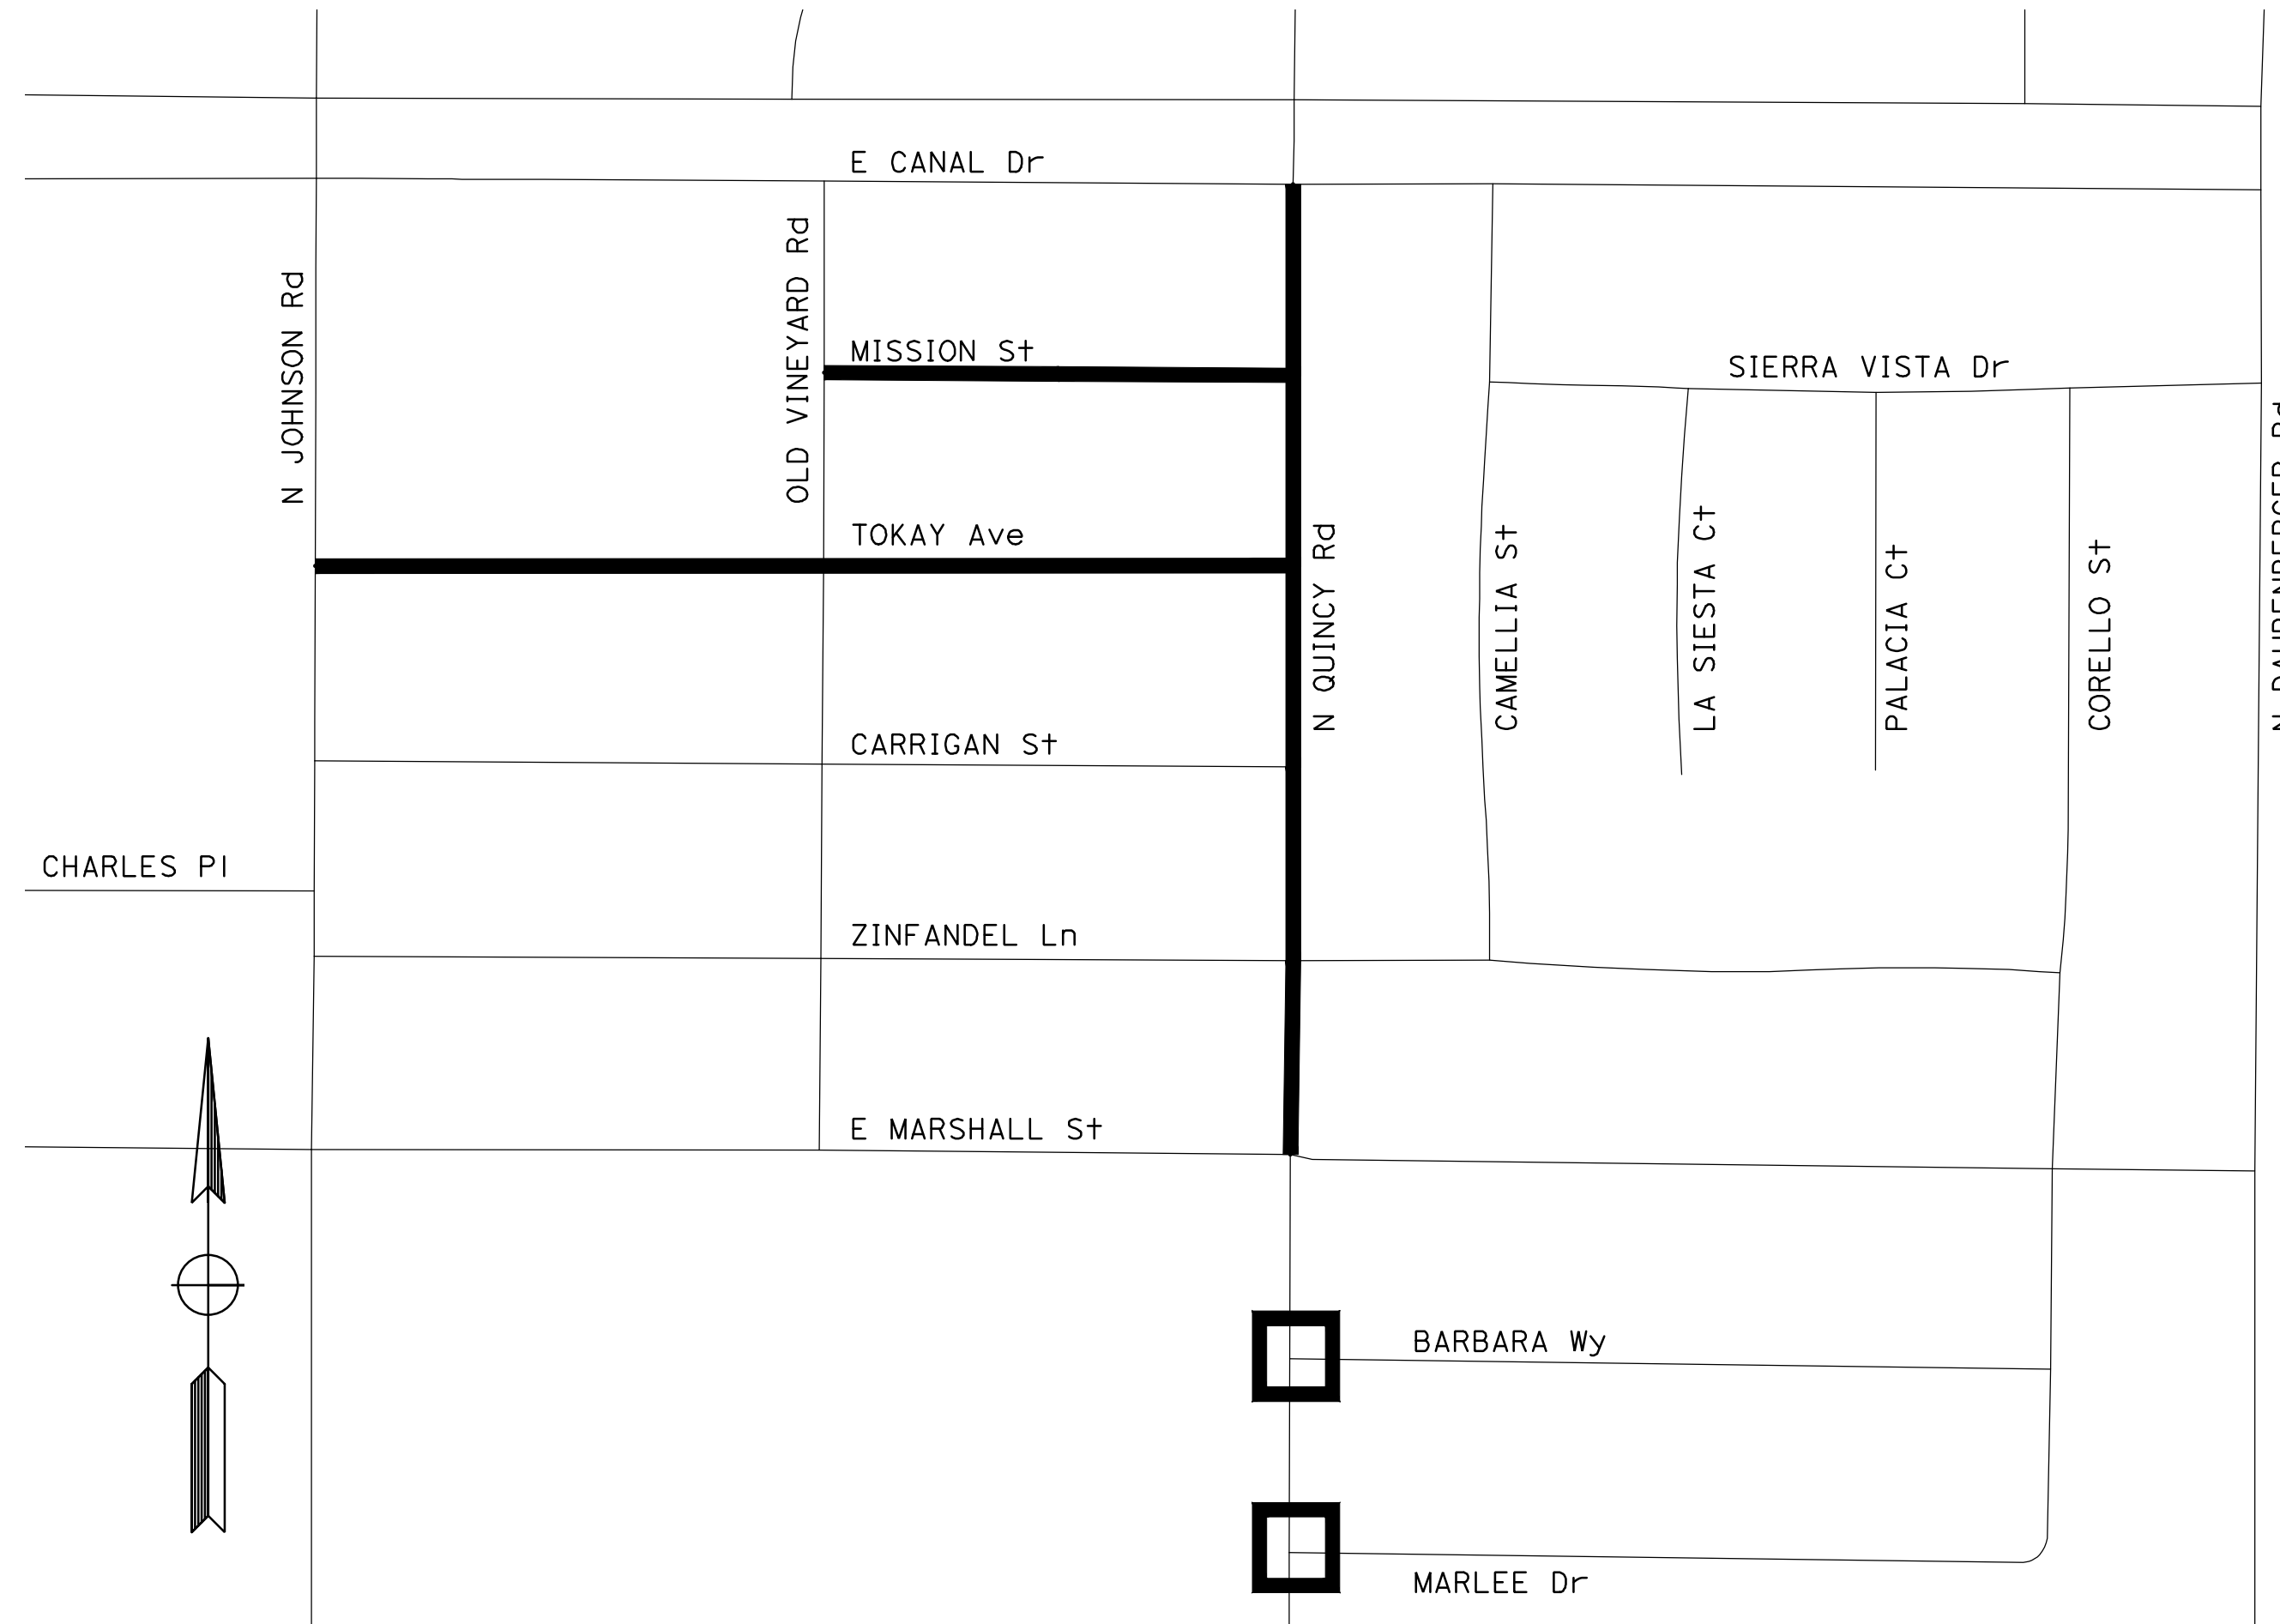 E CANAL Dr
N JOHNSON Rd
OLD VINEYARD Rd
MISSION St
SIERRA VISTA Dr
TOKAY Ave
N QUINCY Rd
CAMELLIA St
LA SIESTA Ct
PALACIA Ct
CORELLO St
CARRIGAN St
CHARLES Pl
ZINFANDEL Ln
E MARSHALL St
BARBARA Wy
MARLEE Dr